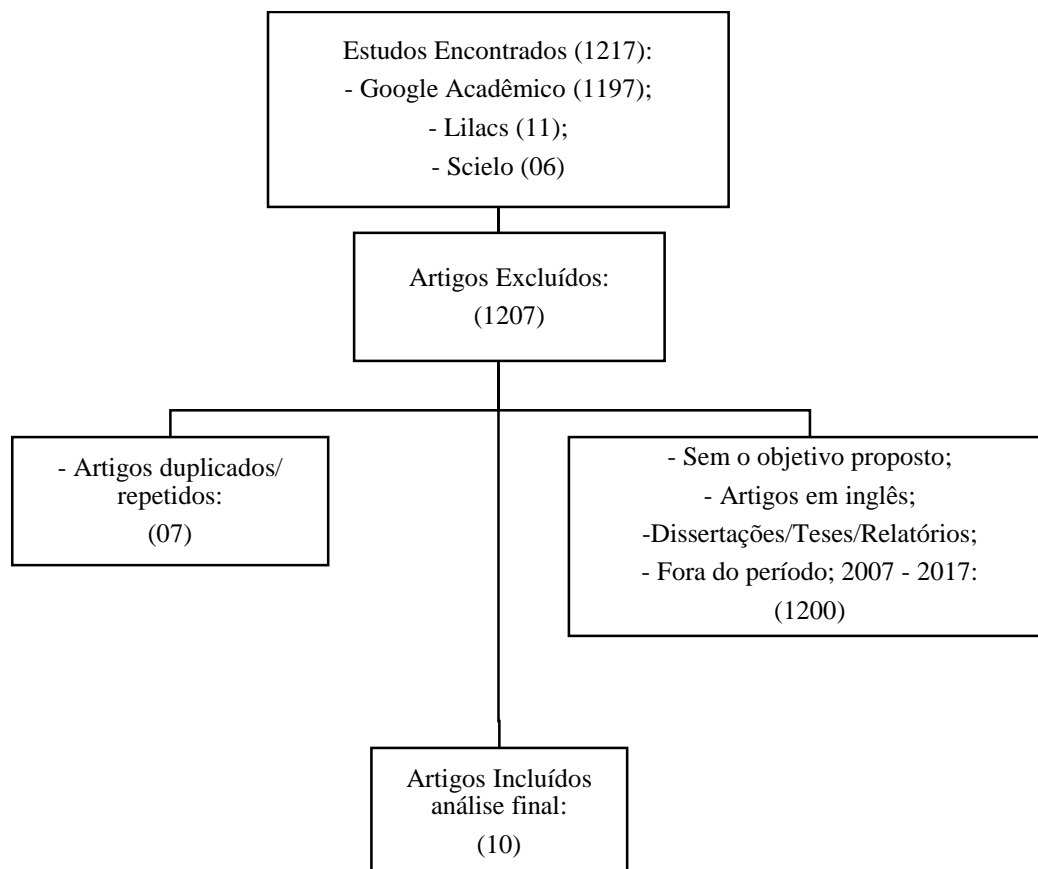 Estudos Encontrados (1217):
- Google Acadêmico (1197);
- Lilacs (11);
- Scielo (06)
Artigos Excluídos:
(1207)
- Artigos duplicados/
repetidos:
(07)
- Sem o objetivo proposto;
- Artigos em inglês;
-Dissertações/Teses/Relatórios;
- Fora do período; 2007 - 2017:
(1200)
Artigos Incluídos
análise final:
(10)